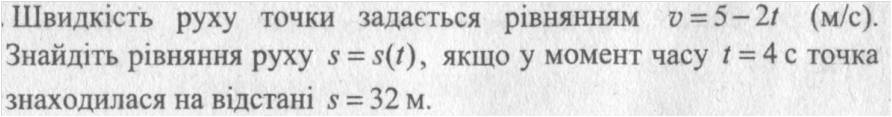 . Швидкість руху точки задається рівнянням v = 5 – 2t (м/с).
Знайдіть рівняння руху s = s(t), якщо у момент часу t = 4 с точка
знаходилася на відстані s = 32 м.